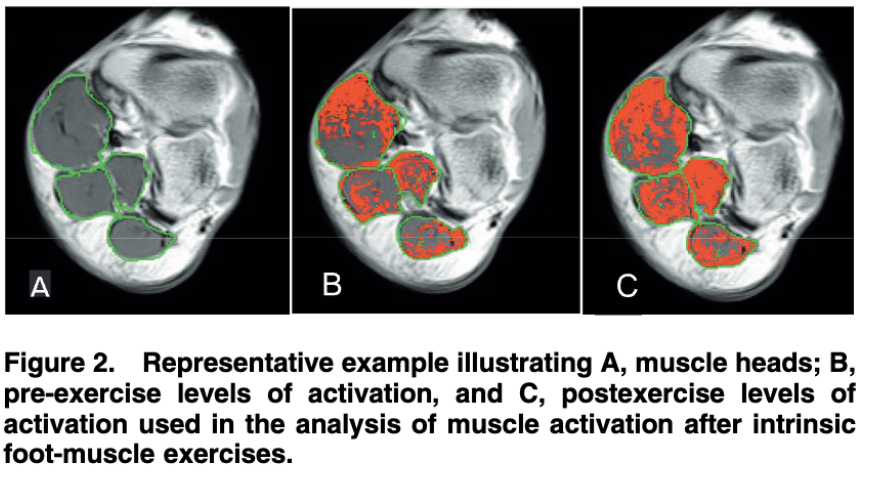 A B C
Figure 2. Representative example illustrating A, muscle heads; B,
pre-exercise levels of activation, and C, postexercise levels of
activation used in the analysis of muscle activation after intrinsic
foot-muscle exercises.